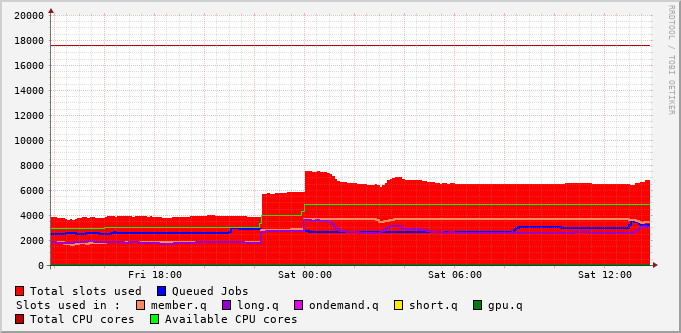 RRDTOOL / TOBI OETIKER
20000
18000
16000
14000
12000
10000
8000
6000
4000
2000
0
Fri 18:00 Sat 00:00 Sat 06:00 Sat 12:00
Total slots used Queued Jobs
Slots used in : member.q long.q ondemand.q short.q gpu.q
Total CPU cores Available CPU cores